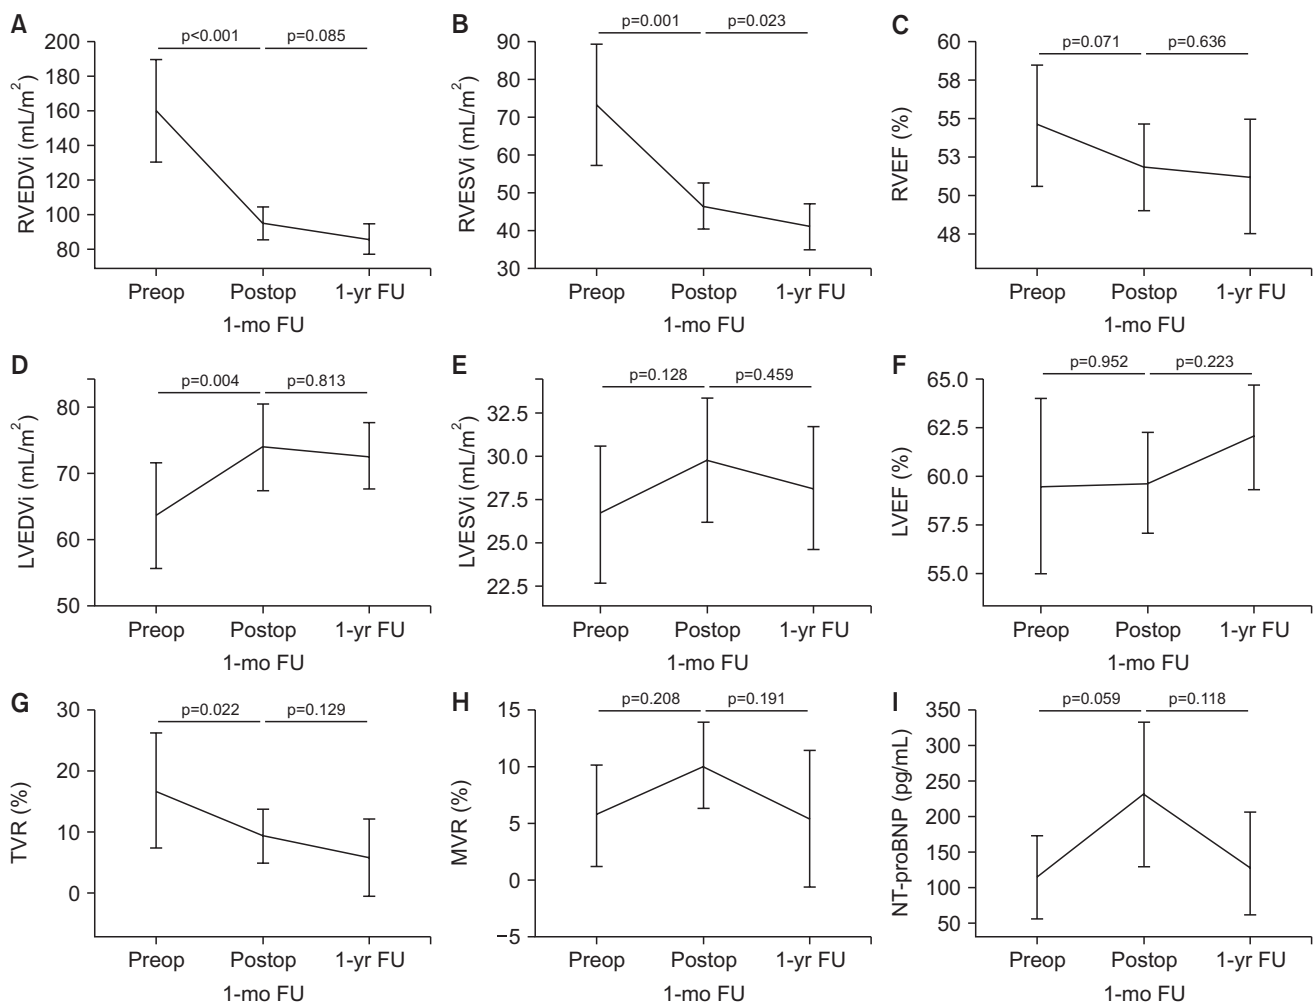 A
p<0.001 p=0.085
RVEDVi (mL/m²)
200
180
160
140
120
100
80
Preop Postop 1-yr FU
1-mo FU
B
p=0.001 p=0.023
RVESVi (mL/m²)
90
80
70
60
50
40
30
Preop Postop 1-yr FU
1-mo FU
C
p=0.071 p=0.636
RVEF (%)
60
58
55
53
50
48
Preop Postop 1-yr FU
1-mo FU
D
p=0.004 p=0.813
LVEDVi (mL/m²)
80
70
60
50
Preop Postop 1-yr FU
1-mo FU
E
p=0.128 p=0.459
LVESVi (mL/m²)
32.5
30.0
27.5
25.0
22.5
Preop Postop 1-yr FU
1-mo FU
F
p=0.952 p=0.223
LVEF (%)
65.0
62.5
60.0
57.5
55.0
Preop Postop 1-yr FU
1-mo FU
G
p=0.022 p=0.129
TVR (%)
30
20
10
0
Preop Postop 1-yr FU
1-mo FU
H
p=0.208 p=0.191
MVR (%)
15
10
5
0
−5
Preop Postop 1-yr FU
1-mo FU
I
p=0.059 p=0.118
NT-proBNP (pg/mL)
350
300
250
200
150
100
50
Preop Postop 1-yr FU
1-mo FU